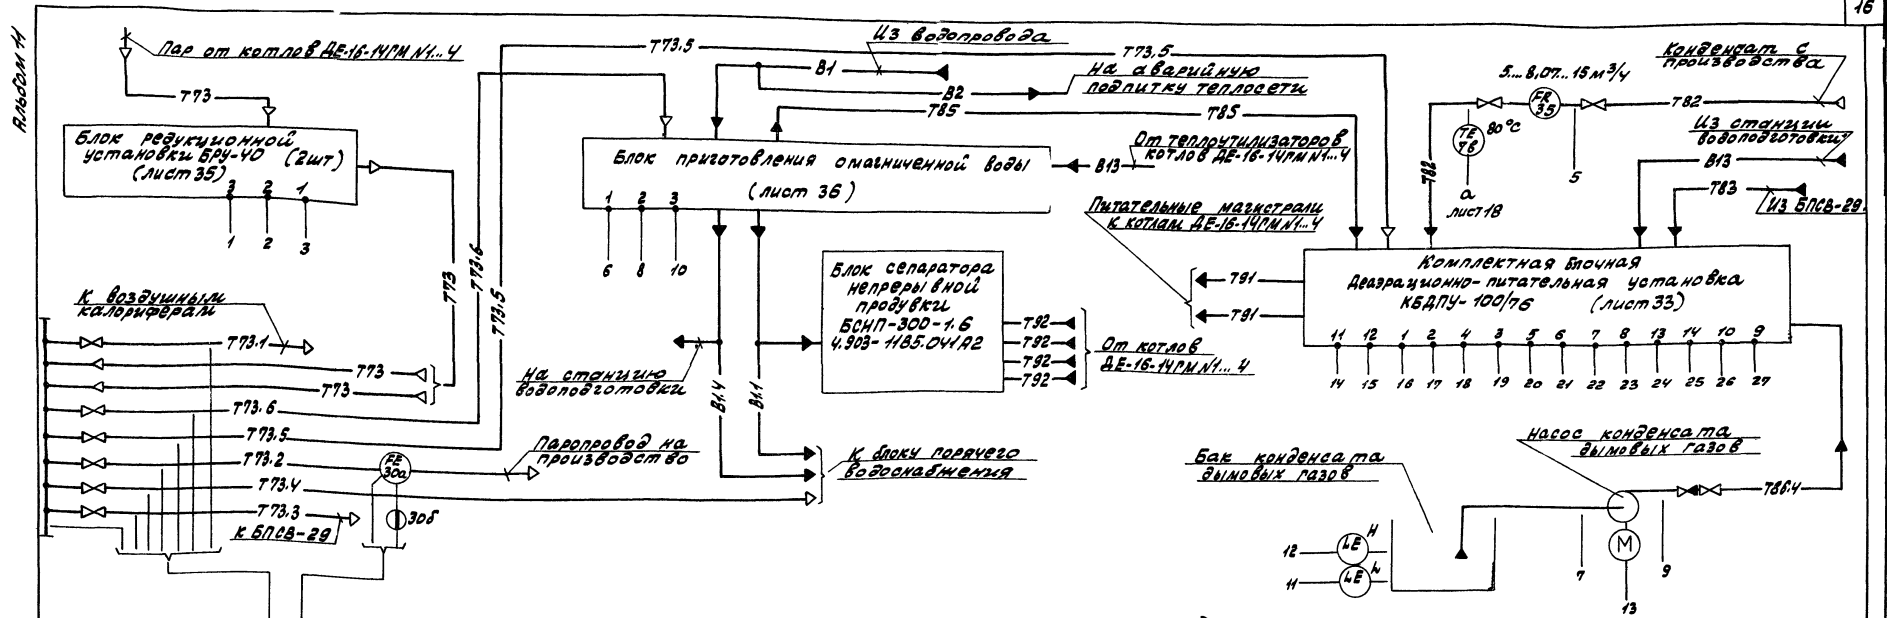 16
Альбом 14
Пар от котлов ДЕ-16-14ГМ N1...4
Т73
Блок редукционной
установки БРУ-40 (2шт)
(лист 35)
3 2 1
1 2 3
Т73
Т73.6
Т73.5
Т73.5
Т73.5
Из водопровода
В1
В2
На аварийную
подпитку теплосети
Т85
Т85
Блок приготовления омагниченной воды
(лист 36)
1 2 3
6 8 10
От теплоутилизаторов
котлов ДЕ-16-14ГМ N1...4
В13
Питательные магистрали
к котлам ДЕ-16-14ГМ N1...4
Т91
Т91
5...8,07...15 м³/ч
FR
35
TE
7в
80°С
а
лист 18
5
Т82
Т82
Конденсат с
производства
Из станции
водоподготовки
В13
Т83
Из БПСВ-29
Комплектная блочная
деаэрационно-питательная установка
КБДПУ-100/76 (лист 33)
11 12 1 2 4 3 5 6 7 8 13 14 10 9
14 15 16 17 18 19 20 21 22 23 24 25 26 27
Блок сепаратора
непрерывной
продувки
БСНП-300-1.6
4.903-11в5.041А2
Т92
Т92
Т92
Т92
От котлов
ДЕ-16-14ГМ N1...4
На станцию
водоподготовки
В1.4
В1.1
К блоку горячего
водоснабжения
К воздушным
калориферам
Т73.1
Т73
Т73
Т73.6
Т73.5
Т73.2
Т73.4
Т73.3
К БПСВ-29
FE
30а
30б
Паропровод на
производство
Бак конденсата
дымовых газов
Насос конденсата
дымовых газов
Т86.4
12
LE
H
11
LE
L
7
М
9
13